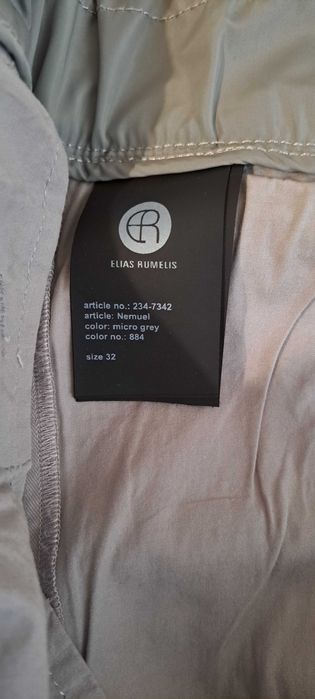 ER
ELIAS RUMELIS
article no.: 234-7342
article: Nemuel
color: micro grey
color no.: 884
size 32